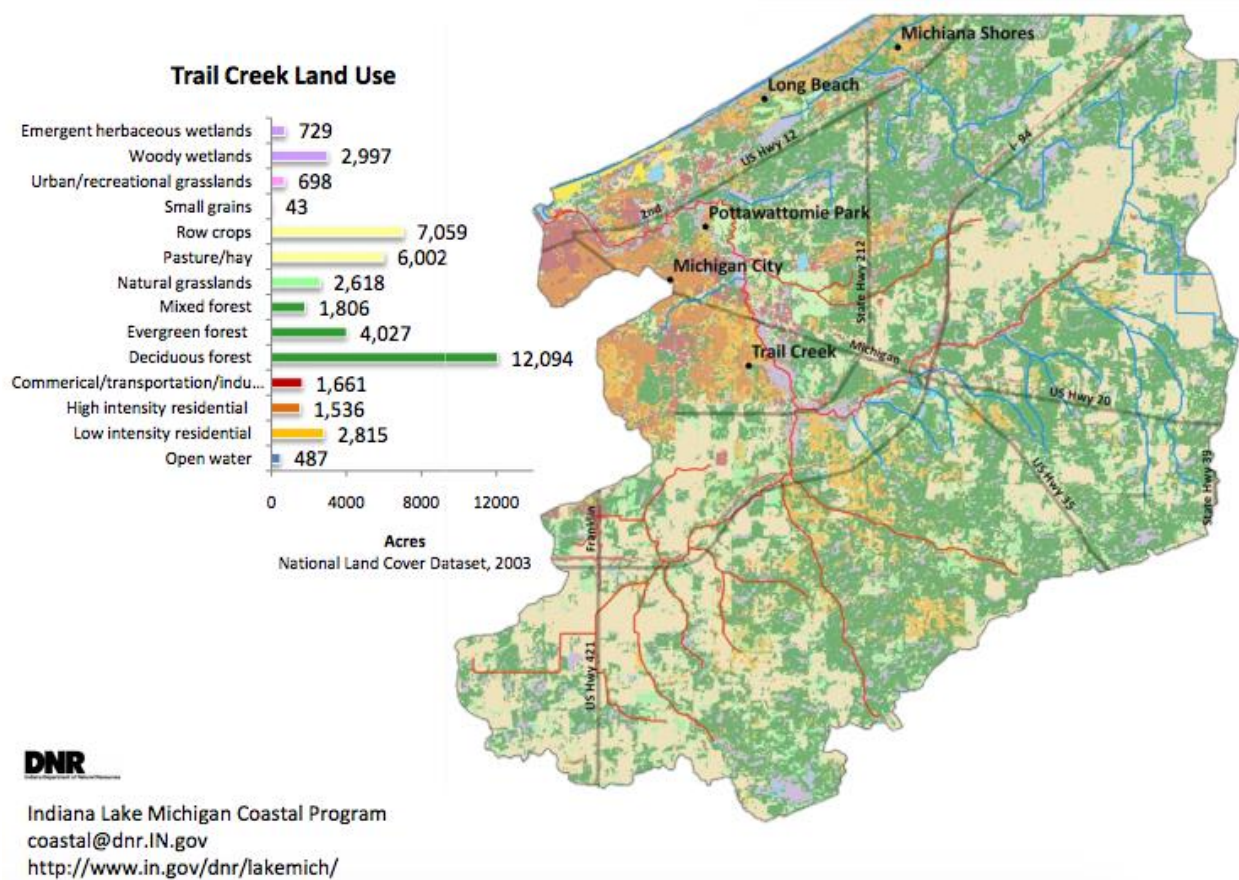 Trail Creek Land Use
Emergent herbaceous wetlands 729
Woody wetlands 2,997
Urban/recreational grasslands 698
Small grains 43
Row crops 7,059
Pasture/hay 6,002
Natural grasslands 2,618
Mixed forest 1,806
Evergreen forest 4,027
Deciduous forest 12,094
Commerical/transportation/indu... 1,661
High intensity residential 1,536
Low intensity residential 2,815
Open water 487
0 4000 8000 12000
Acres
National Land Cover Dataset, 2003
Michiana Shores
Long Beach
US Hwy 12
I- 94
2nd
Pottawattomie Park
Michigan City
State Hwy 212
Trail Creek
Michigan
US Hwy 20
US Hwy 35
State Hwy 39
Franklin
US Hwy 421
DNR
Indiana Department of Natural Resources
Indiana Lake Michigan Coastal Program
coastal@dnr.IN.gov
http://www.in.gov/dnr/lakemich/